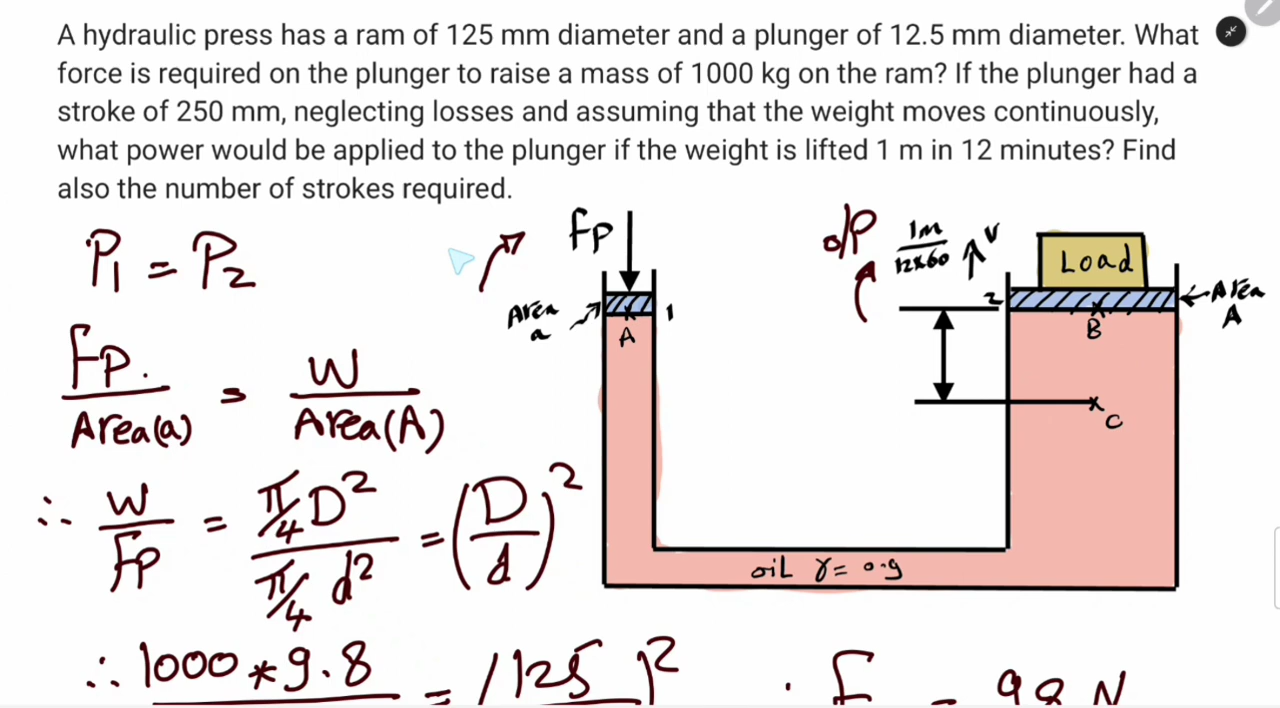 A hydraulic press has a ram of 125 mm diameter and a plunger of 12.5 mm diameter. What
force is required on the plunger to raise a mass of 1000 kg on the ram? If the plunger had a
stroke of 250 mm, neglecting losses and assuming that the weight moves continuously,
what power would be applied to the plunger if the weight is lifted 1 m in 12 minutes? Find
also the number of strokes required.
P₁ = P₂
Fp. / Area(a) = W / Area(A)
∴ W / Fp = π/4 D² / π/4 d² = (D / d)²
∴ 1000 * 9.8 = (125 )² ∴ F = 98 N
Fp
o/P
1m / 12x60
V
Load
Area a
1
A
2
B
Area A
C
oil γ = 0.9